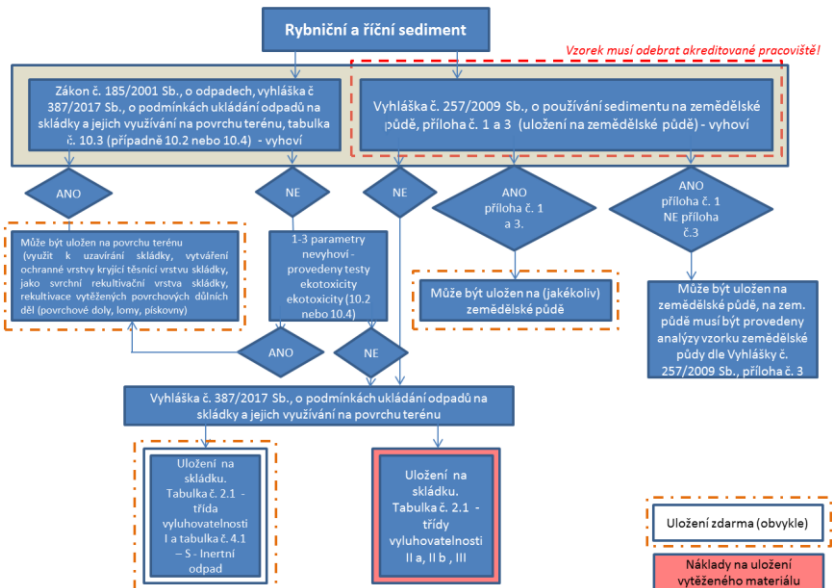 Rybniční a říční sediment
Vzorek musí odebrat akreditované pracoviště!
Zákon č. 185/2001 Sb., o odpadech, vyhláška č
387/2017 Sb., o podmínkách ukládání odpadů na
skládky a jejich využívání na povrchu terénu, tabulka
č. 10.3 (případně 10.2 nebo 10.4) - vyhoví
Vyhláška č. 257/2009 Sb., o používání sedimentu na zemědělské
půdě, příloha č. 1 a 3 (uložení na zemědělské půdě) - vyhoví
ANO
NE
NE
ANO
příloha č. 1
a 3.
ANO
příloha č. 1
NE příloha
č.3
Může být uložen na povrchu terénu
(využit k uzavírání skládky, vytváření
ochranné vrstvy kryjící těsnící vrstvu skládky,
jako svrchní rekultivační vrstva skládky,
rekultivace vytěžených povrchových důlních
děl (povrchové doly, lomy, pískovny)
1-3 parametry
nevyhoví -
provedeny testy
ekotoxicity
ekotoxicity (10.2
nebo 10.4)
Může být uložen na (jakékoliv)
zemědělské půdě
Může být uložen na
zemědělské půdě, na zem.
půdě musí být provedeny
analýzy vzorku zemědělské
půdy dle Vyhlášky č.
257/2009 Sb., příloha č. 3
ANO
NE
Vyhláška č. 387/2017 Sb., o podmínkách ukládání odpadů na
skládky a jejich využívání na povrchu terénu
Uložení na
skládku.
Tabulka č. 2.1 -
třída
vyluhovatelnosti
I a tabulka č. 4.1
– S - Inertní
odpad
Uložení na
skládku.
Tabulka č. 2.1 -
třídy
vyluhovatelnosti
II a, II b , III
Uložení zdarma (obvykle)
Náklady na uložení
vytěženého materiálu